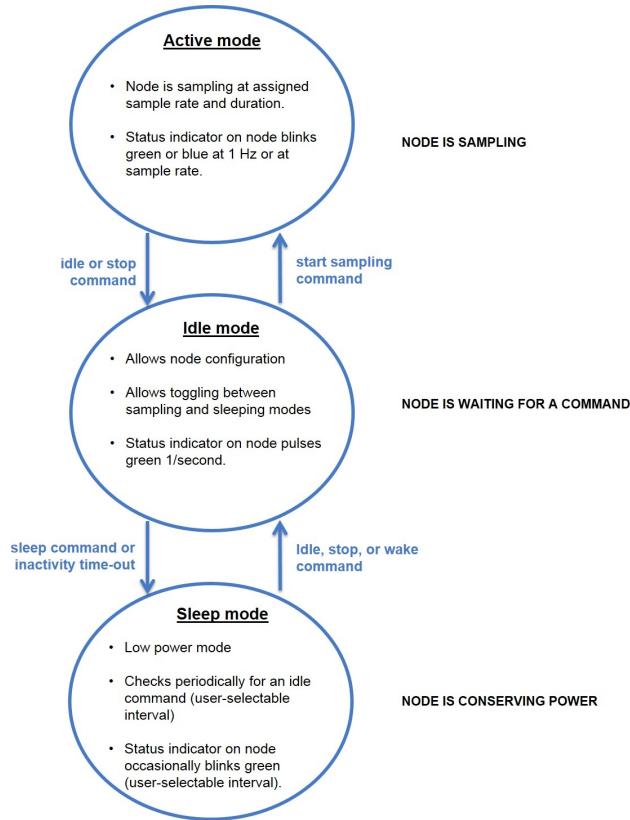 Active mode
• Node is sampling at assigned
sample rate and duration.
• Status indicator on node blinks
green or blue at 1 Hz or at
sample rate.
NODE IS SAMPLING
idle or stop
command
start sampling
command
Idle mode
• Allows node configuration
• Allows toggling between
sampling and sleeping modes
• Status indicator on node pulses
green 1/second.
NODE IS WAITING FOR A COMMAND
sleep command or
inactivity time-out
Idle, stop, or wake
command
Sleep mode
• Low power mode
• Checks periodically for an idle
command (user-selectable
interval)
• Status indicator on node
occasionally blinks green
(user-selectable interval).
NODE IS CONSERVING POWER